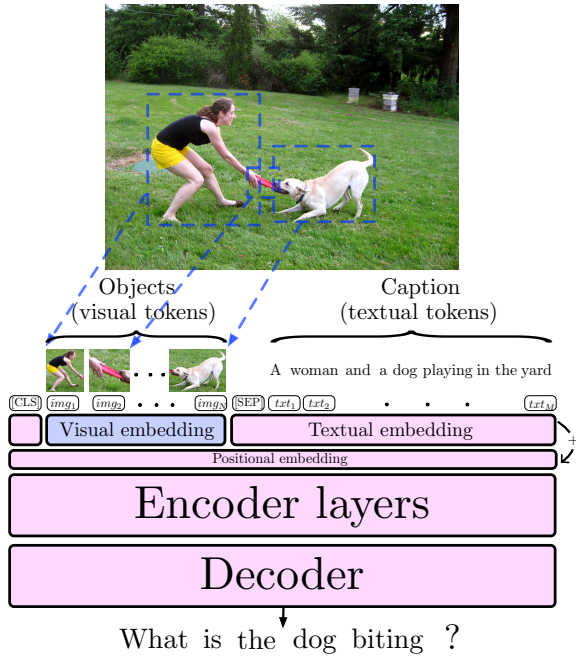 Objects
(visual tokens)
Caption
(textual tokens)
A woman and a dog playing in the yard
[CLS] img1 img2 . . . imgN [SEP] txt1 txt2 . . . txtM
Visual embedding
Textual embedding
+
Positional embedding
Encoder layers
Decoder
What is the dog biting ?